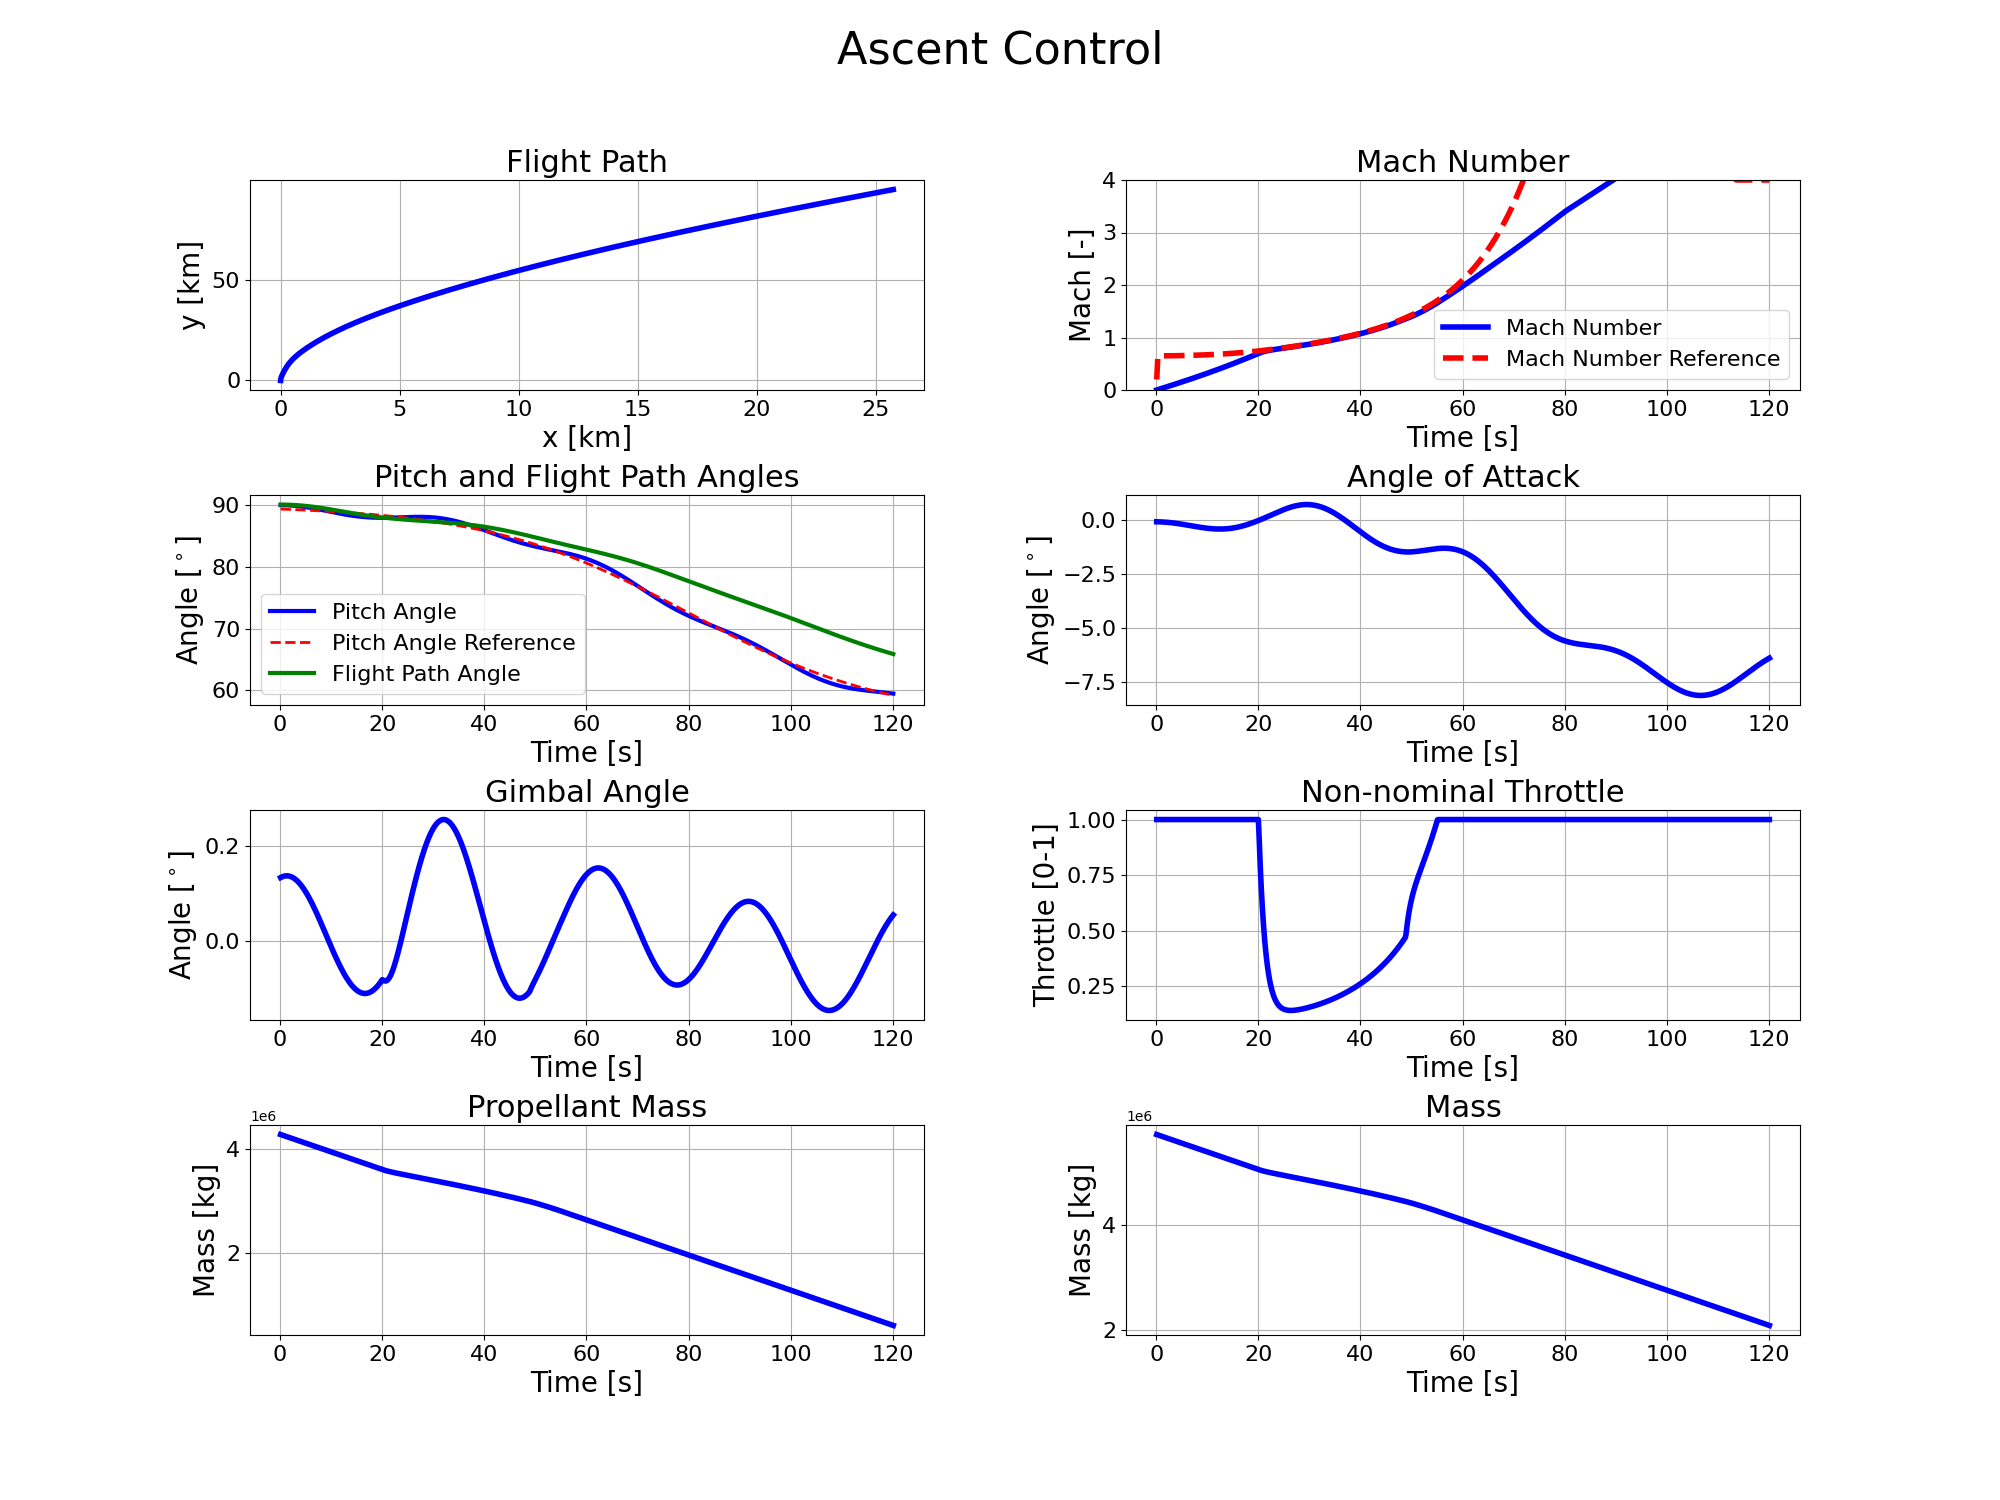 Ascent Control
Flight Path
y [km]
50
0
0 5 10 15 20 25
x [km]
Mach Number
Mach [-]
4
3
2
1
0
Mach Number
Mach Number Reference
0 20 40 60 80 100 120
Time [s]
Pitch and Flight Path Angles
Angle [°]
90
80
70
60
Pitch Angle
Pitch Angle Reference
Flight Path Angle
0 20 40 60 80 100 120
Time [s]
Angle of Attack
Angle [°]
0.0
−2.5
−5.0
−7.5
0 20 40 60 80 100 120
Time [s]
Gimbal Angle
Angle [°]
0.2
0.0
0 20 40 60 80 100 120
Time [s]
Non-nominal Throttle
Throttle [0-1]
1.00
0.75
0.50
0.25
0 20 40 60 80 100 120
Time [s]
Propellant Mass
1e6
Mass [kg]
4
2
0 20 40 60 80 100 120
Time [s]
Mass
1e6
Mass [kg]
4
2
0 20 40 60 80 100 120
Time [s]